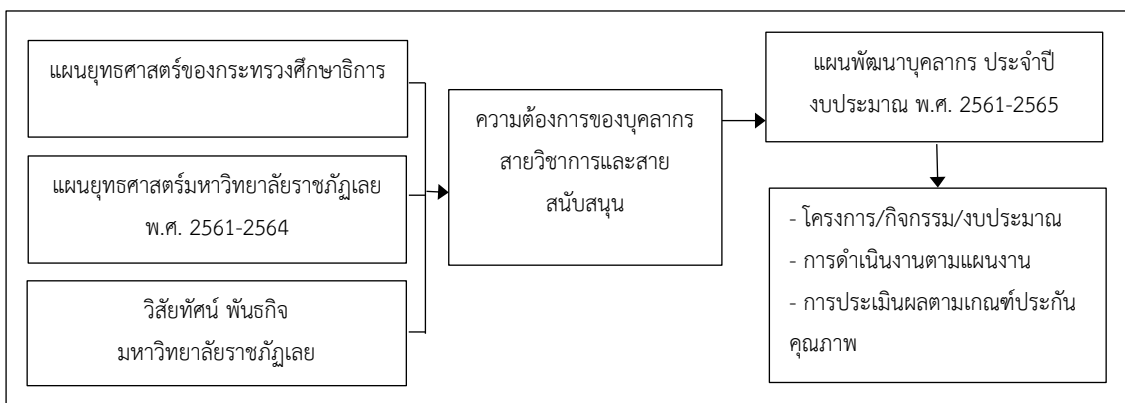 แผนยุทธศาสตร์ของกระทรวงศึกษาธิการ
แผนยุทธศาสตร์มหาวิทยาลัยราชภัฏเลย
พ.ศ. 2561-2564
วิสัยทัศน์ พันธกิจ
มหาวิทยาลัยราชภัฏเลย
ความต้องการของบุคลากร
สายวิชาการและสาย
สนับสนุน
แผนพัฒนาบุคลากร ประจำปี
งบประมาณ พ.ศ. 2561-2565
- โครงการ/กิจกรรม/งบประมาณ
- การดำเนินงานตามแผนงาน
- การประเมินผลตามเกณฑ์ประกัน
คุณภาพ